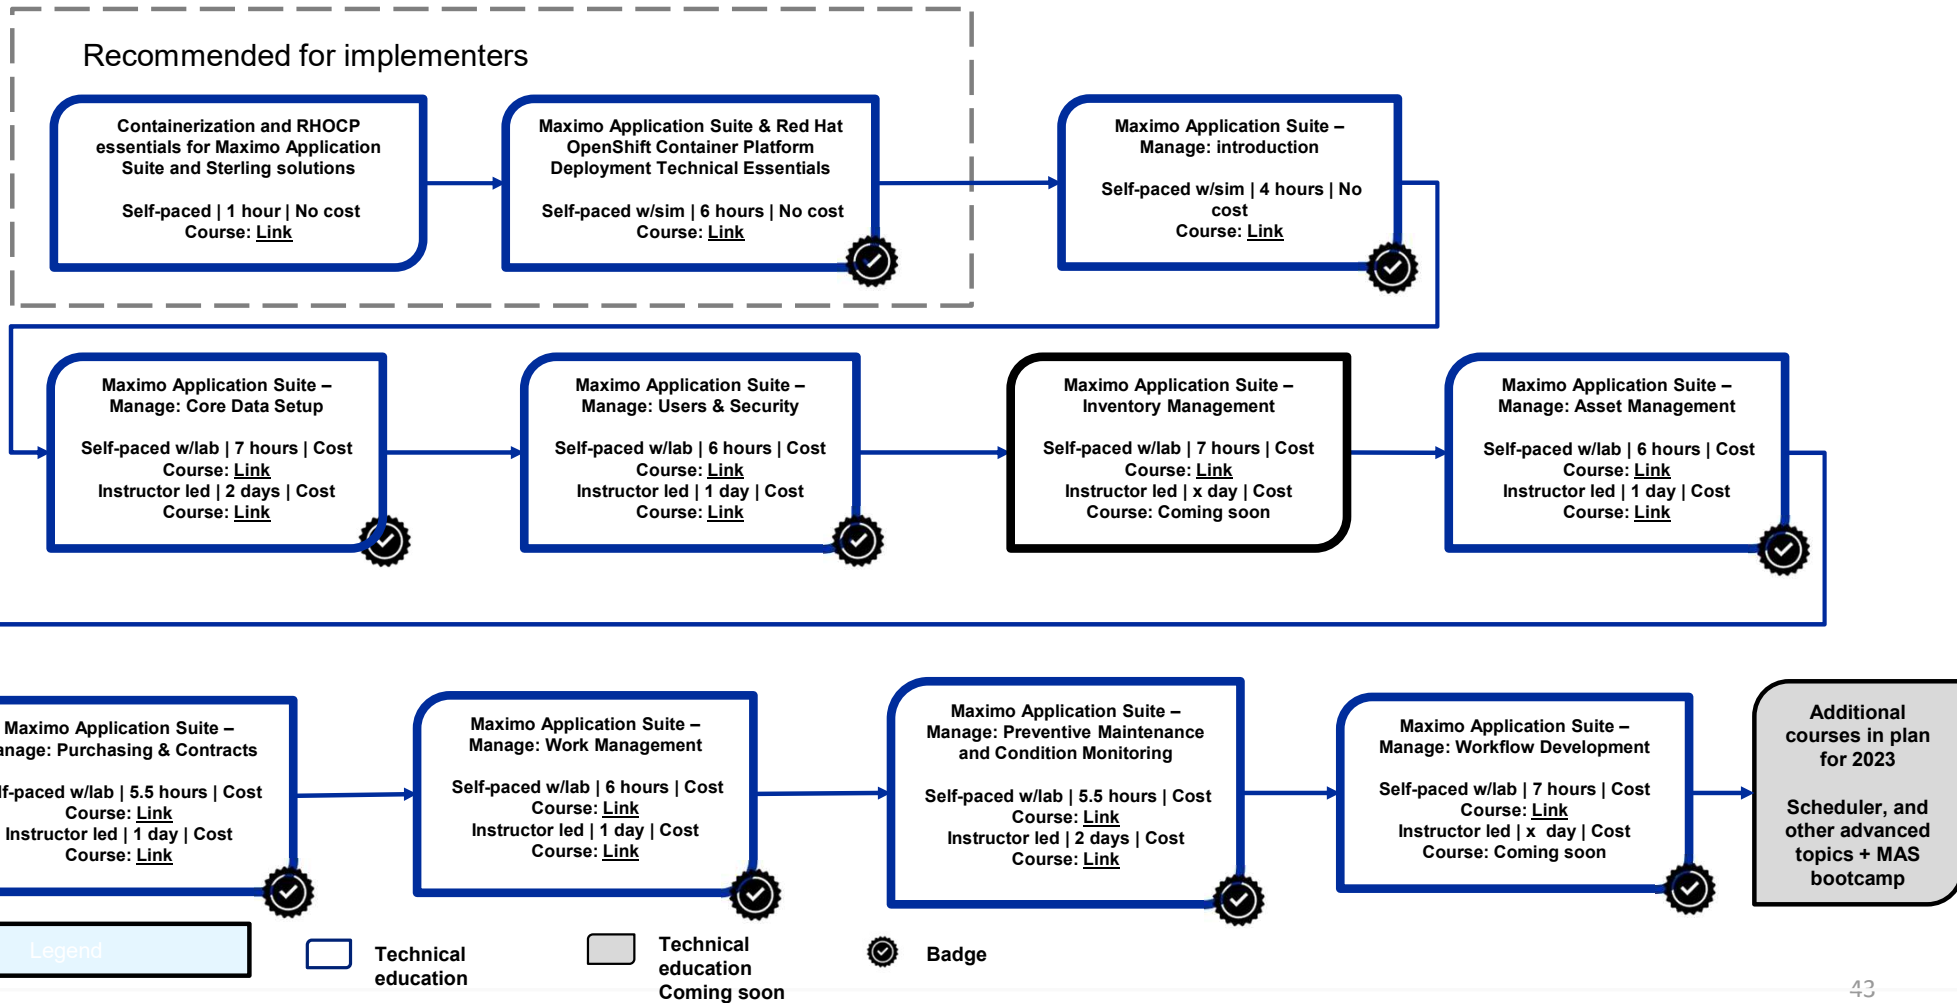 Recommended for implementers
Containerization and RHOCP
essentials for Maximo Application
Suite and Sterling solutions
Self-paced | 1 hour | No cost
Course: Link
Maximo Application Suite & Red Hat
OpenShift Container Platform
Deployment Technical Essentials
Self-paced w/sim | 6 hours | No cost
Course: Link
Maximo Application Suite –
Manage: introduction
Self-paced w/sim | 4 hours | No
cost
Course: Link
Maximo Application Suite –
Manage: Core Data Setup
Self-paced w/lab | 7 hours | Cost
Course: Link
Instructor led | 2 days | Cost
Course: Link
Maximo Application Suite –
Manage: Users & Security
Self-paced w/lab | 6 hours | Cost
Course: Link
Instructor led | 1 day | Cost
Course: Link
Maximo Application Suite –
Inventory Management
Self-paced w/lab | 7 hours | Cost
Course: Link
Instructor led | x day | Cost
Course: Coming soon
Maximo Application Suite –
Manage: Asset Management
Self-paced w/lab | 6 hours | Cost
Course: Link
Instructor led | 1 day | Cost
Course: Link
Maximo Application Suite –
anage: Purchasing & Contracts
lf-paced w/lab | 5.5 hours | Cost
Course: Link
Instructor led | 1 day | Cost
Course: Link
Maximo Application Suite –
Manage: Work Management
Self-paced w/lab | 6 hours | Cost
Course: Link
Instructor led | 1 day | Cost
Course: Link
Maximo Application Suite –
Manage: Preventive Maintenance
and Condition Monitoring
Self-paced w/lab | 5.5 hours | Cost
Course: Link
Instructor led | 2 days | Cost
Course: Link
Maximo Application Suite –
Manage: Workflow Development
Self-paced w/lab | 7 hours | Cost
Course: Link
Instructor led | x  day | Cost
Course: Coming soon
Additional
courses in plan
for 2023
Scheduler, and
other advanced
topics + MAS
bootcamp
Legend
Technical
education
Technical
education
Coming soon
Badge
43